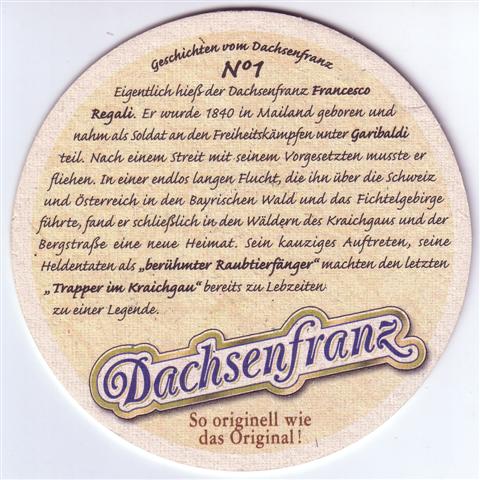 Geschichten vom Dachsenfranz
No1
Eigentlich hieß der Dachsenfranz Francesco
Regali. Er wurde 1840 in Mailand geboren und
nahm als Soldat an den Freiheitskämpfen unter Garibaldi
teil. Nach einem Streit mit seinem Vorgesetzten musste er
fliehen. In einer endlos langen Flucht, die ihn über die Schweiz
und Österreich in den Bayrischen Wald und das Fichtelgebirge
führte, fand er schließlich in den Wäldern des Kraichgaus und der
Bergstraße eine neue Heimat. Sein kauziges Auftreten, seine
Heldentaten als „berühmter Raubtierfänger“ machten den letzten
„Trapper im Kraichgau“ bereits zu Lebzeiten
zu einer Legende.
Dachsenfranz
So originell wie
das Original!